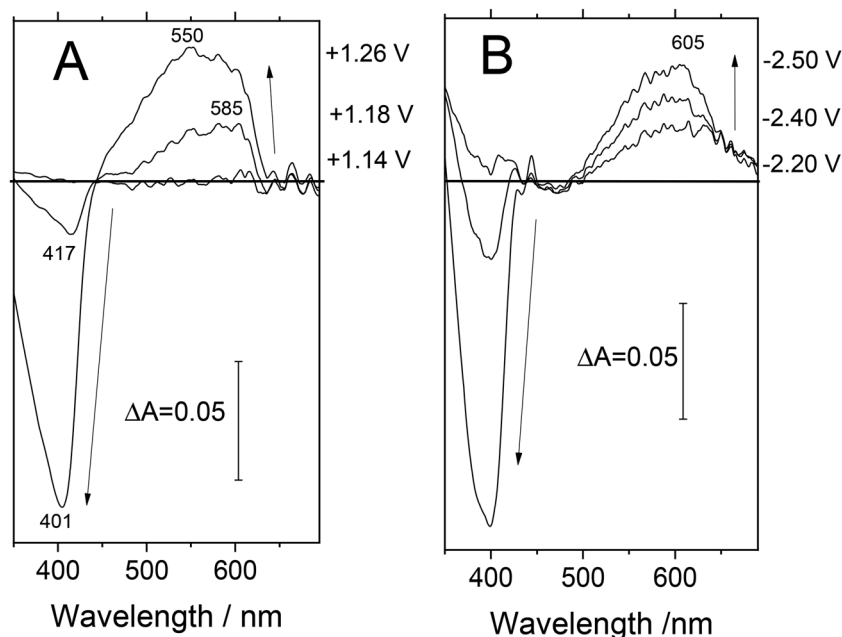 A
550
585
+1.26 V
+1.18 V
+1.14 V
417
ΔA=0.05
401
400 500 600
Wavelength / nm
B
605
-2.50 V
-2.40 V
-2.20 V
ΔA=0.05
400 500 600
Wavelength /nm